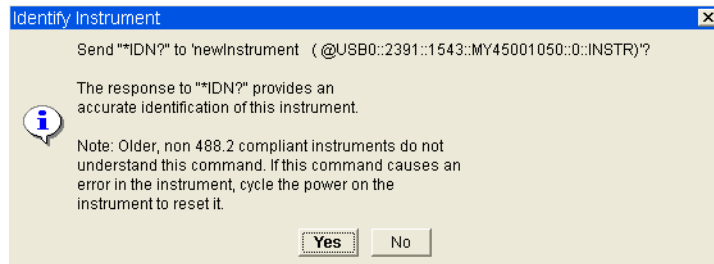 Identify Instrument
Send "*IDN?" to 'newInstrument ( @USB0::2391::1543::MY45001050::0::INSTR)'?
The response to "*IDN?" provides an
accurate identification of this instrument.
Note: Older, non 488.2 compliant instruments do not
understand this command. If this command causes an
error in the instrument, cycle the power on the
instrument to reset it.
Yes No